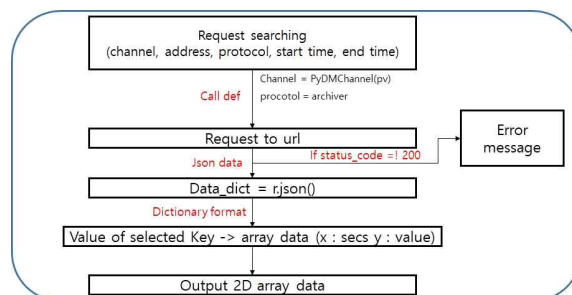 Request searching
(channel, address, protocol, start time, end time)
Channel = PyDMChannel(pv)
Call def
procotol = archiver
Request to url
Error
message
If status_code =! 200
Json data
Data_dict = r.json()
Dictionary format
Value of selected Key -> array data (x : secs y : value)
Output 2D array data